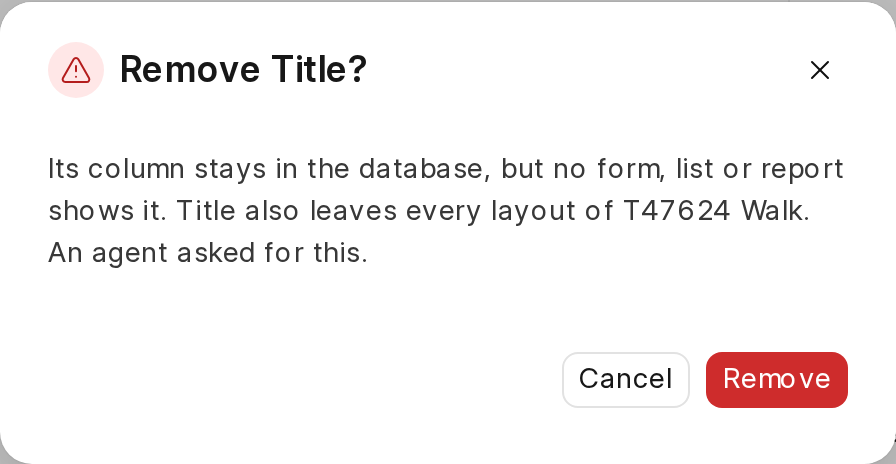 Remove Title?
Its column stays in the database, but no form, list or report
shows it. Title also leaves every layout of T47624 Walk.
An agent asked for this.
Cancel
Remove